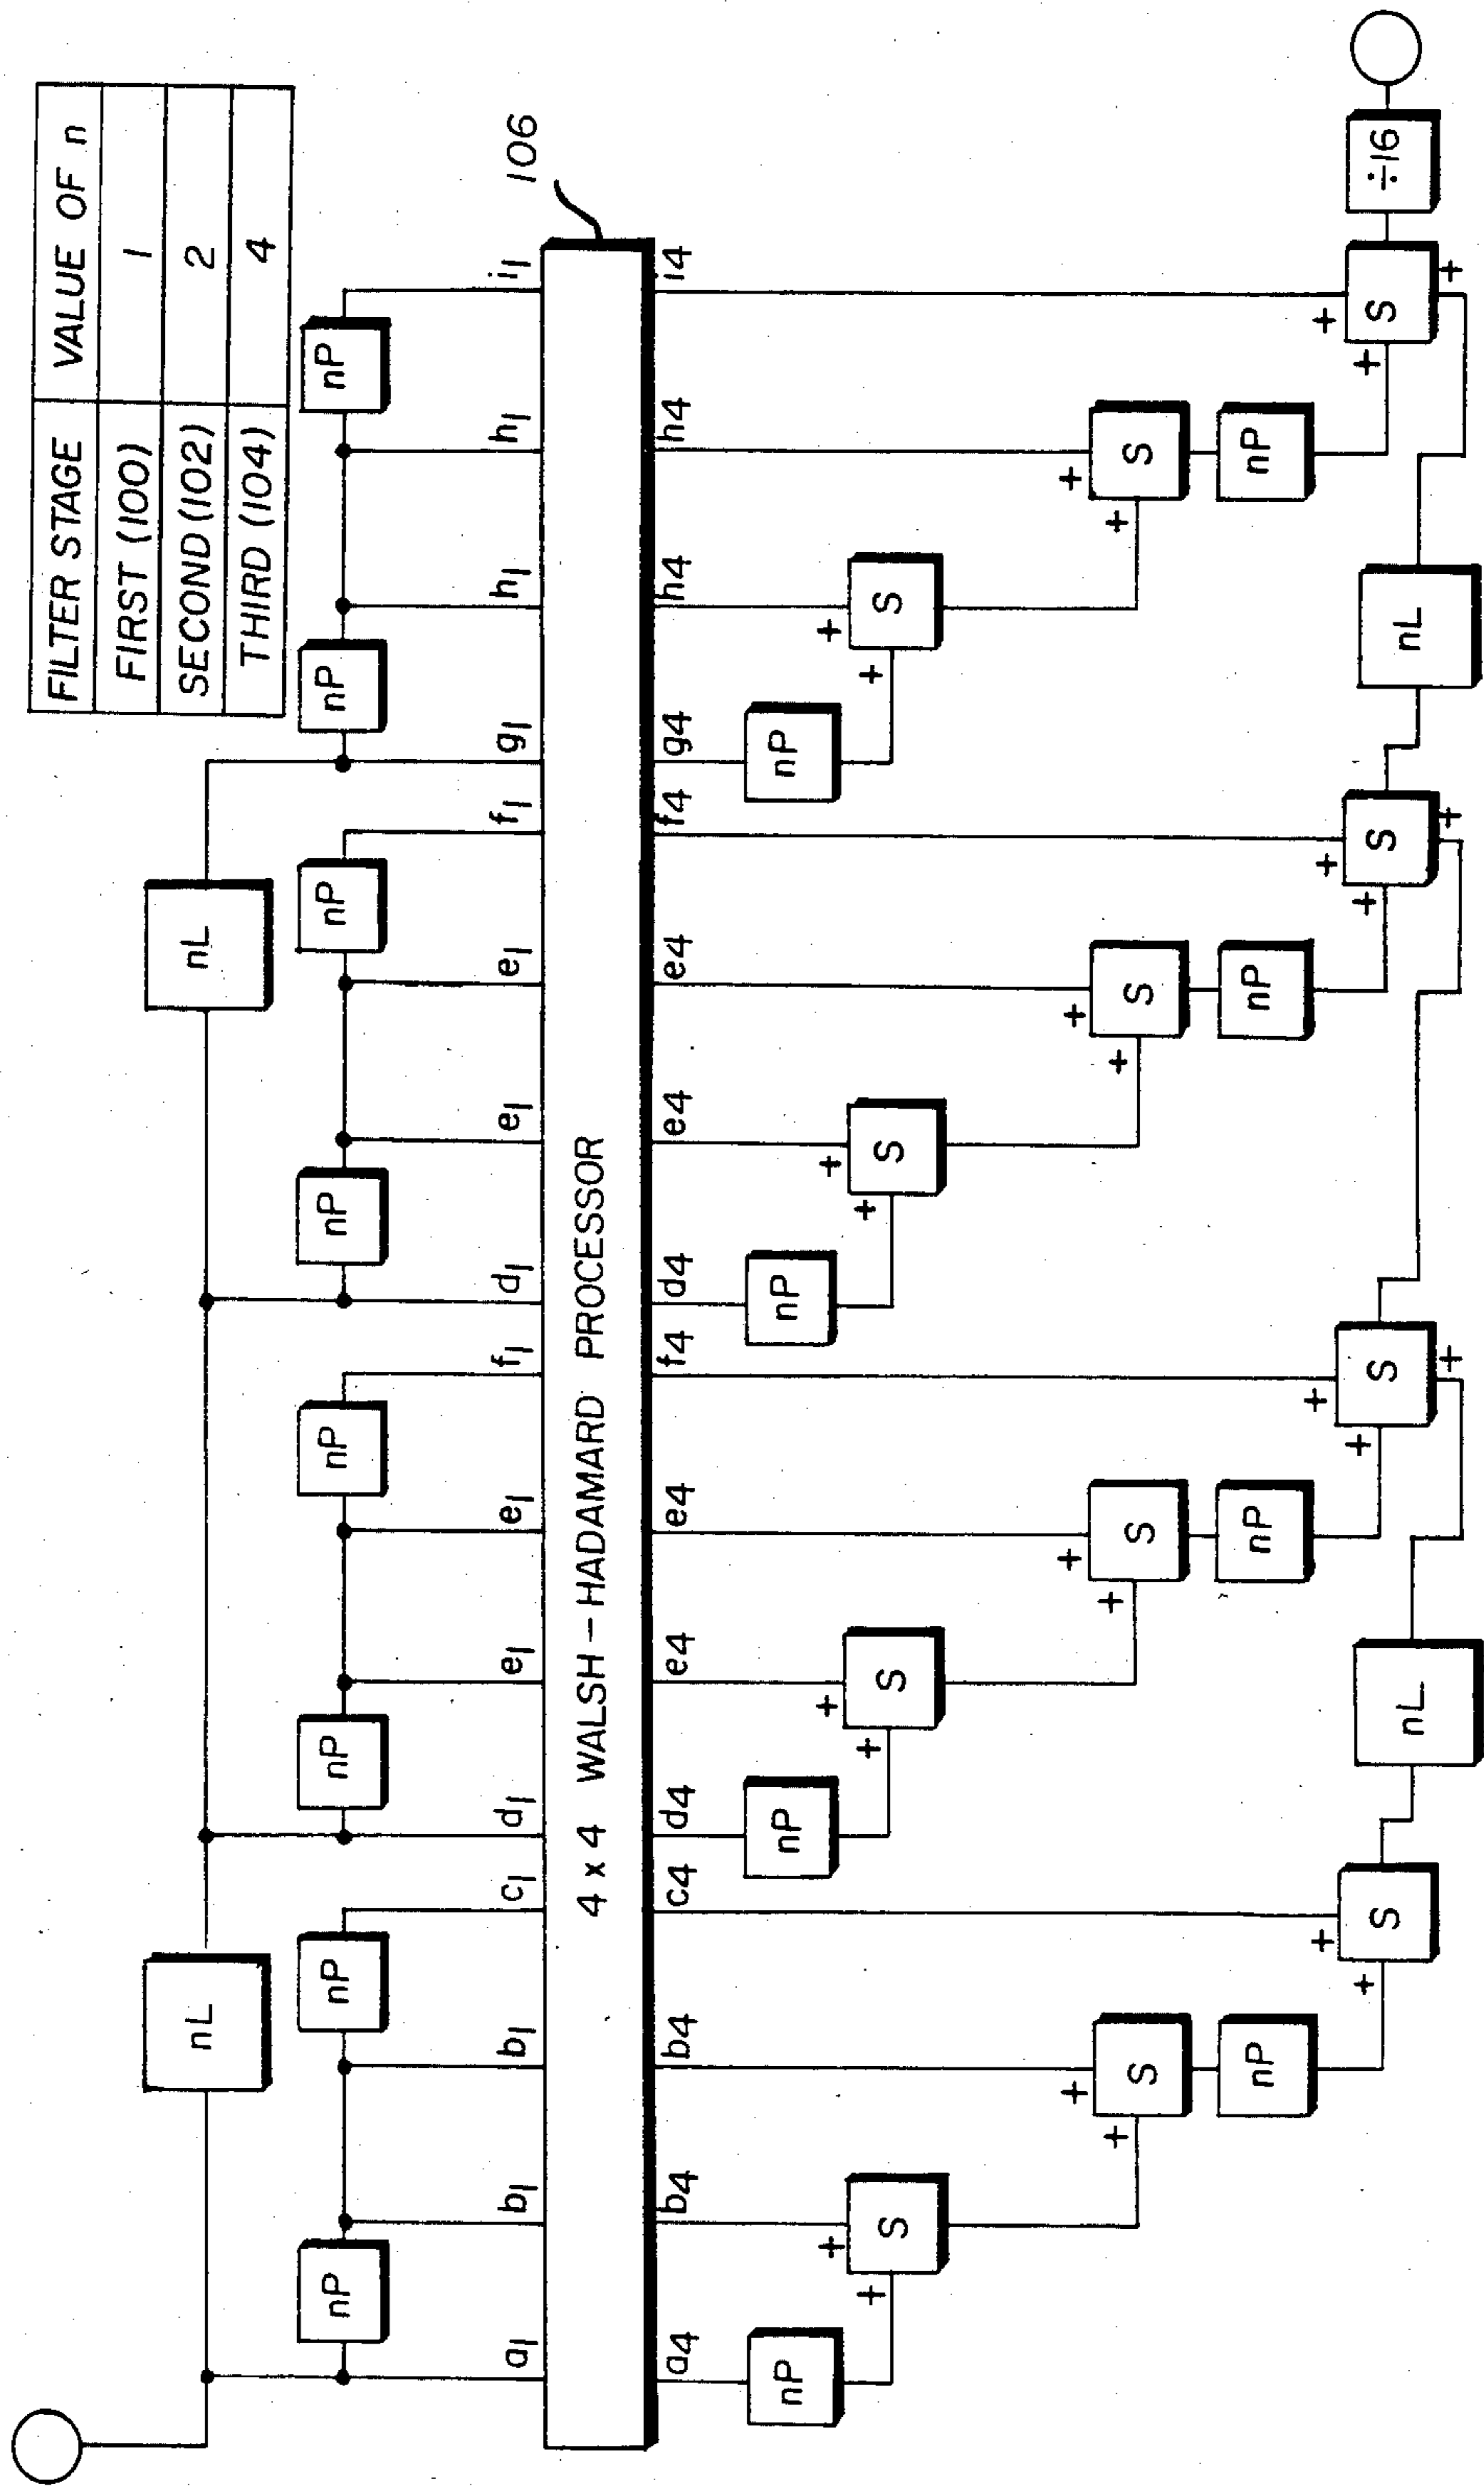 FILTER STAGE VALUE OF n
FIRST (100) 1
SECOND (102) 2
THIRD (104) 4
nL nL
nP nP nP nP nP nP nP nP
a1 b1 b1 c1 d1 e1 e1 f1 d1 e1 e1 f1 g1 h1 h1 i1
106
4 x 4 WALSH-HADAMARD PROCESSOR
a4 b4 b4 c4 d4 e4 e4 f4 d4 e4 e4 f4 g4 h4 h4 i4
nP nP nP nP
+ + + +
+ + + +
S S S S
+ + + +
+ + + +
S S S S
nP nP nP nP
+ + + +
+ + + +
S S S S ÷16
+ + +
nL nL